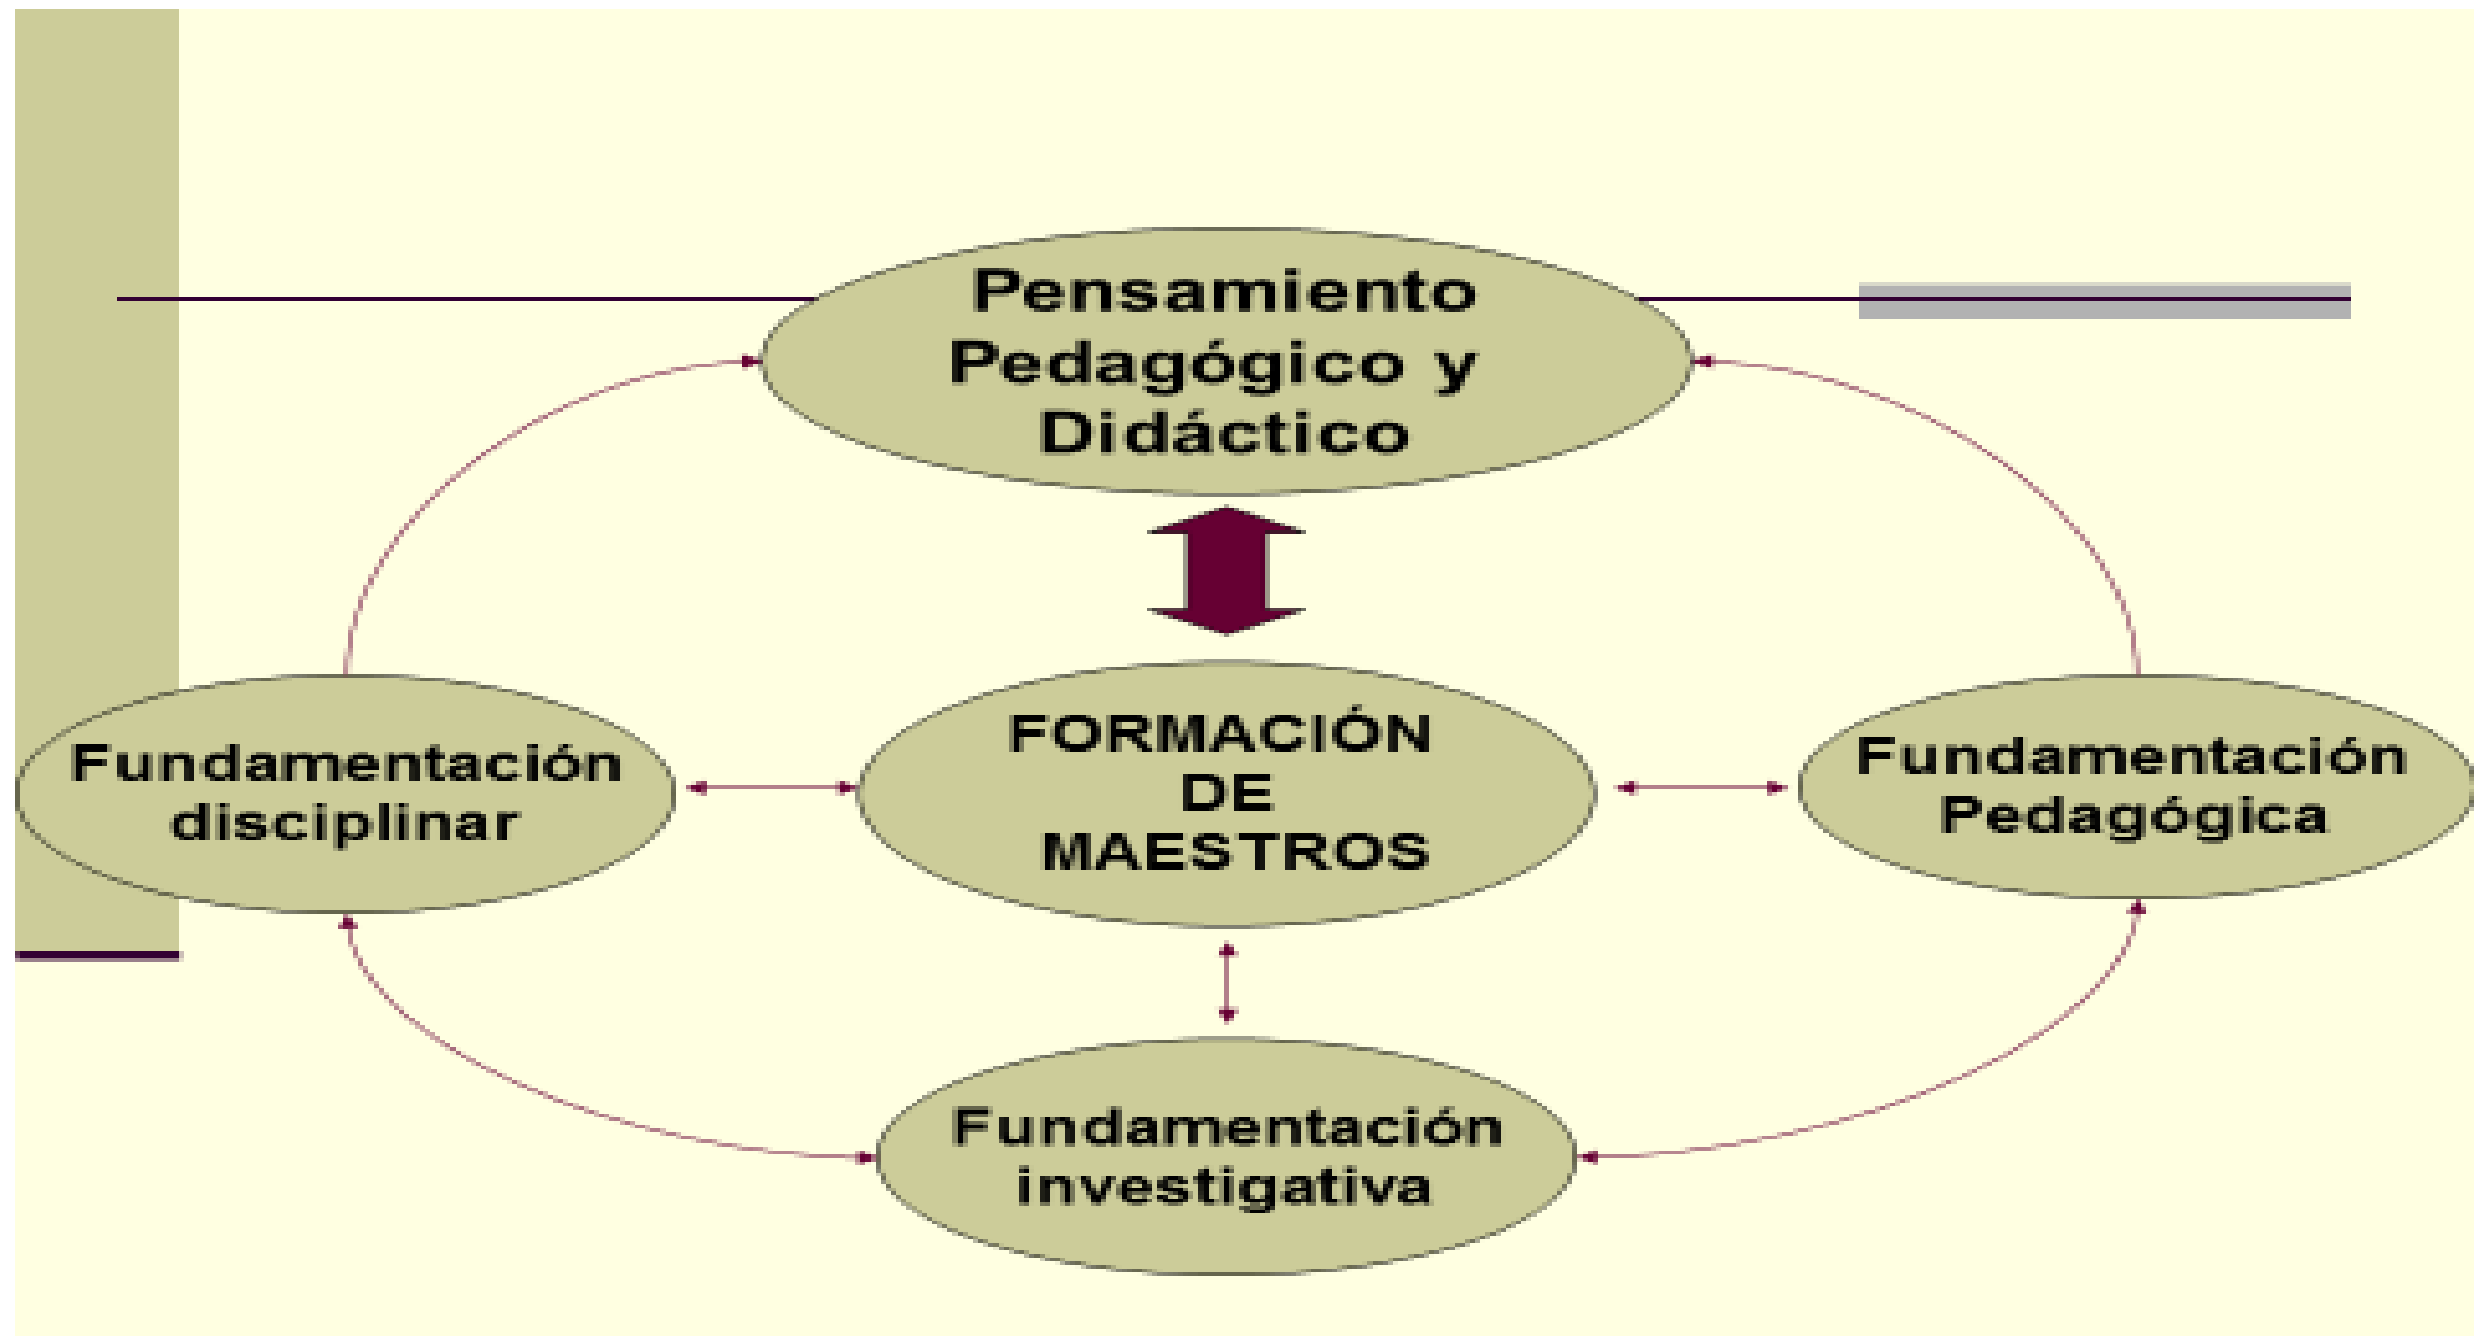 Pensamiento
Pedagógico y
Didáctico
Fundamentación
disciplinar
FORMACIÓN
DE
MAESTROS
Fundamentación
Pedagógica
Fundamentación
investigativa